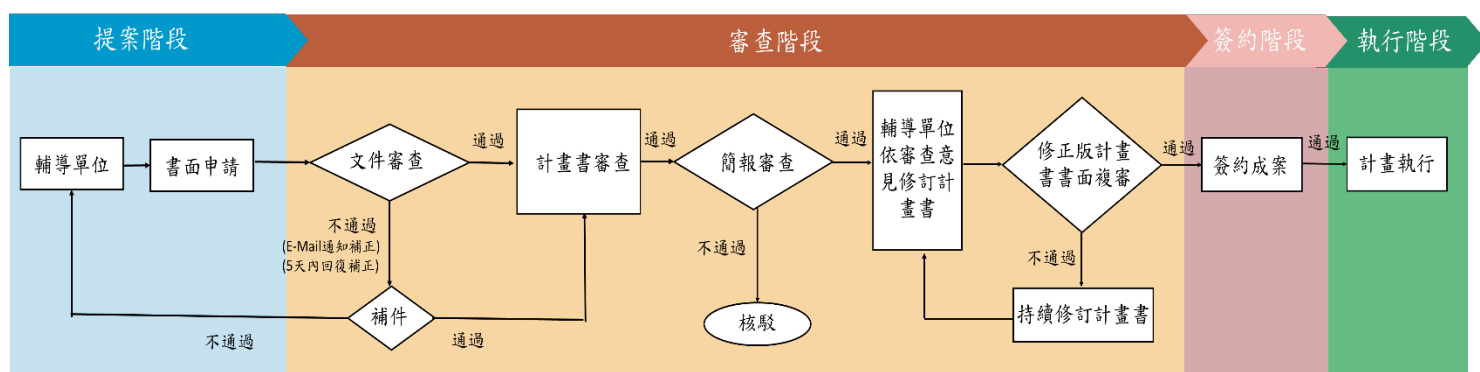 提案階段
審查階段
簽約階段
執行階段
輔導單位
書面申請
文件審查
通過
計畫書審查
通過
簡報審查
通過
輔導單位
依審查意
見修訂計
畫書
修正版計畫
書書面複審
通過
簽約成案
通過
計畫執行
不通過
(E-Mail通知補正)
(5天內回復補正)
不通過
不通過
補件
核駁
持續修訂計畫書
不通過
通過